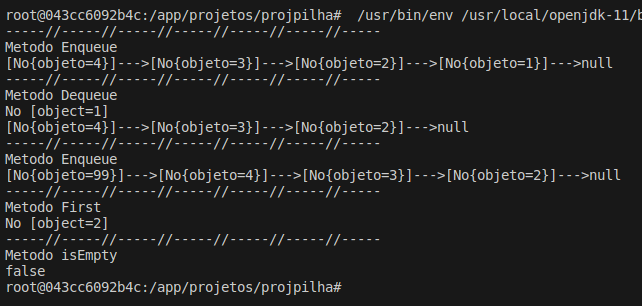 root@043cc6092b4c:/app/projetos/projpilha#  /usr/bin/env /usr/local/openjdk-11/b
-----//-----//-----//-----//-----//-----//-----
Metodo Enqueue
[No{objeto=4}]--->[No{objeto=3}]--->[No{objeto=2}]--->[No{objeto=1}]--->null
-----//-----//-----//-----//-----//-----//-----
Metodo Dequeue
No [object=1]
[No{objeto=4}]--->[No{objeto=3}]--->[No{objeto=2}]--->null
-----//-----//-----//-----//-----//-----//-----
Metodo Enqueue
[No{objeto=99}]--->[No{objeto=4}]--->[No{objeto=3}]--->[No{objeto=2}]--->null
-----//-----//-----//-----//-----//-----//-----
Metodo First
No [object=2]
-----//-----//-----//-----//-----//-----//-----
Metodo isEmpty
false
root@043cc6092b4c:/app/projetos/projpilha#